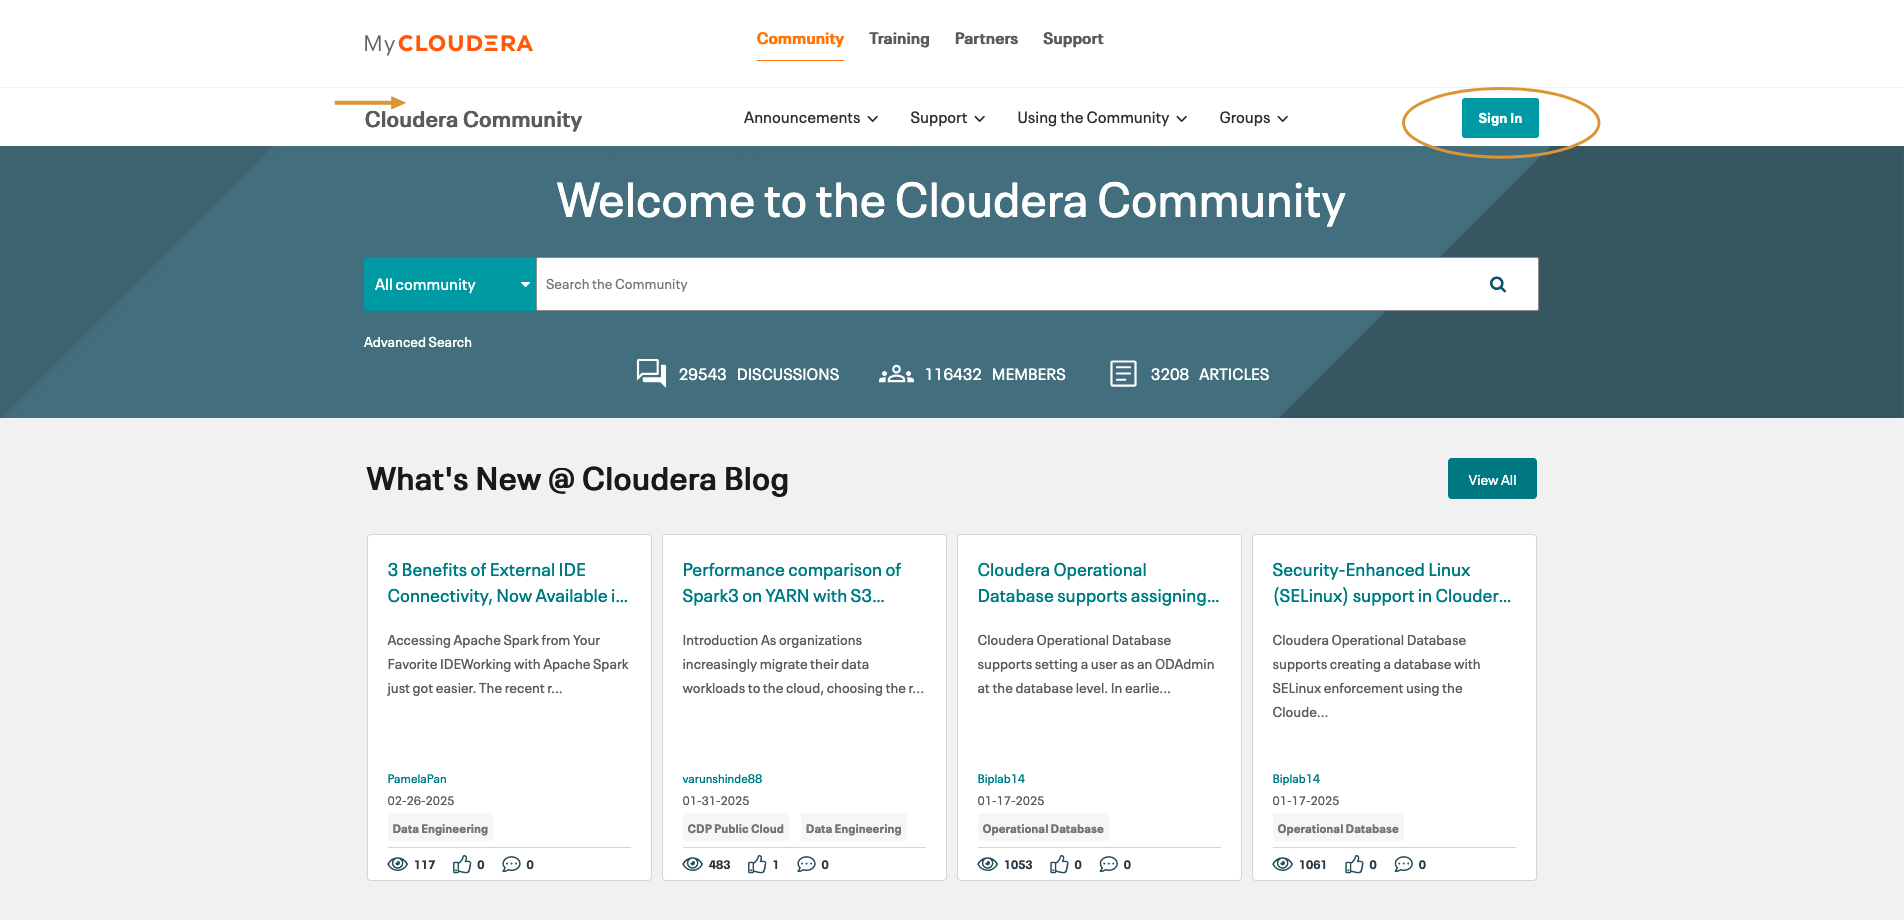 My CLOUDERA
Community Training Partners Support
Cloudera Community
Announcements Support Using the Community Groups
Sign In
Welcome to the Cloudera Community
All community
Search the Community
Advanced Search
29543 DISCUSSIONS 116432 MEMBERS 3208 ARTICLES
What's New @ Cloudera Blog
View All
3 Benefits of External IDE
Connectivity, Now Available i...
Accessing Apache Spark from Your
Favorite IDEWorking with Apache Spark
just got easier. The recent r...
PamelaPan
02-26-2025
Data Engineering
117 0 0
Performance comparison of
Spark3 on YARN with S3...
Introduction As organizations
increasingly migrate their data
workloads to the cloud, choosing the r...
varunshinde88
01-31-2025
CDP Public Cloud Data Engineering
483 1 0
Cloudera Operational
Database supports assigning...
Cloudera Operational Database
supports setting a user as an ODAdmin
at the database level. In earlie...
Biplab14
01-17-2025
Operational Database
1053 0 0
Security-Enhanced Linux
(SELinux) support in Clouder...
Cloudera Operational Database
supports creating a database with
SELinux enforcement using the
Cloude...
Biplab14
01-17-2025
Operational Database
1061 0 0